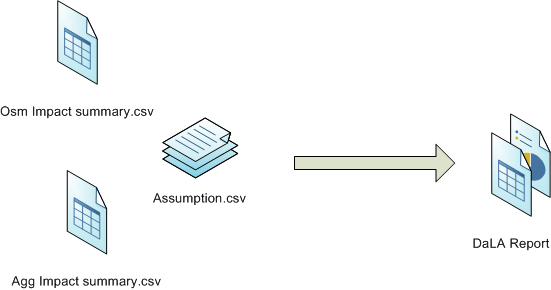 Osm Impact summary.csv
Assumption.csv
DaLA Report
Agg Impact summary.csv